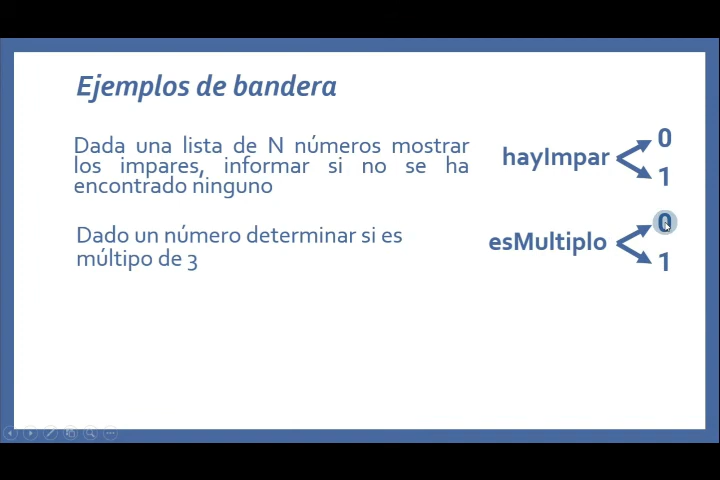 Ejemplos de bandera
Dada una lista de N números mostrar
los impares, informar si no se ha
encontrado ninguno
hayImpar
0
1
Dado un número determinar si es
múltipo de 3
esMultiplo
0
1